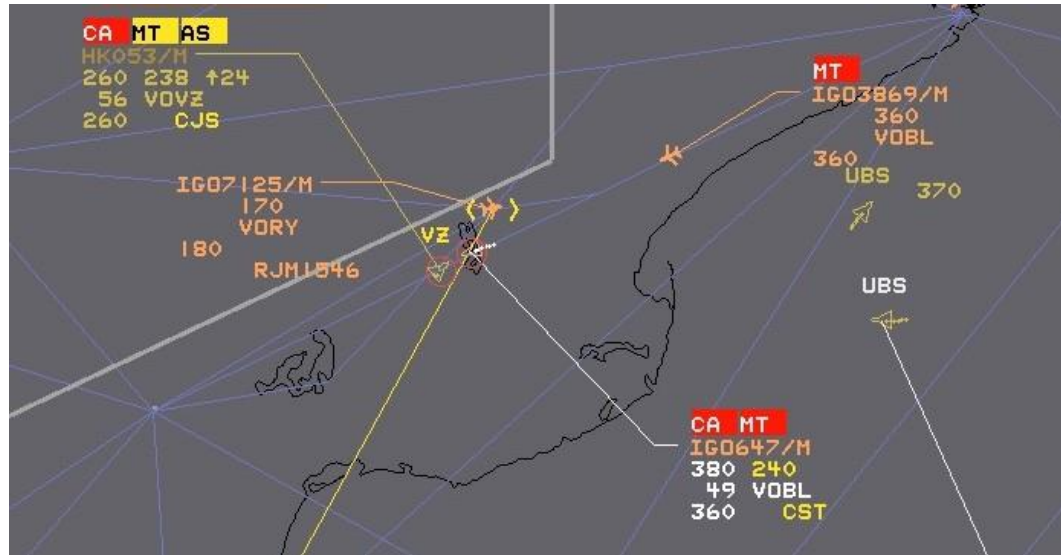 CA MT AS
HK053/M
260 238 ↑24
56 VOVZ
260 CJS
MT
IGO3869/M
360
VOBL
360
UBS
370
IGO7125/M
170
VORY
180
RJM1546
VZ
UBS
CA MT
IGO647/M
380 240
49 VOBL
360 CST